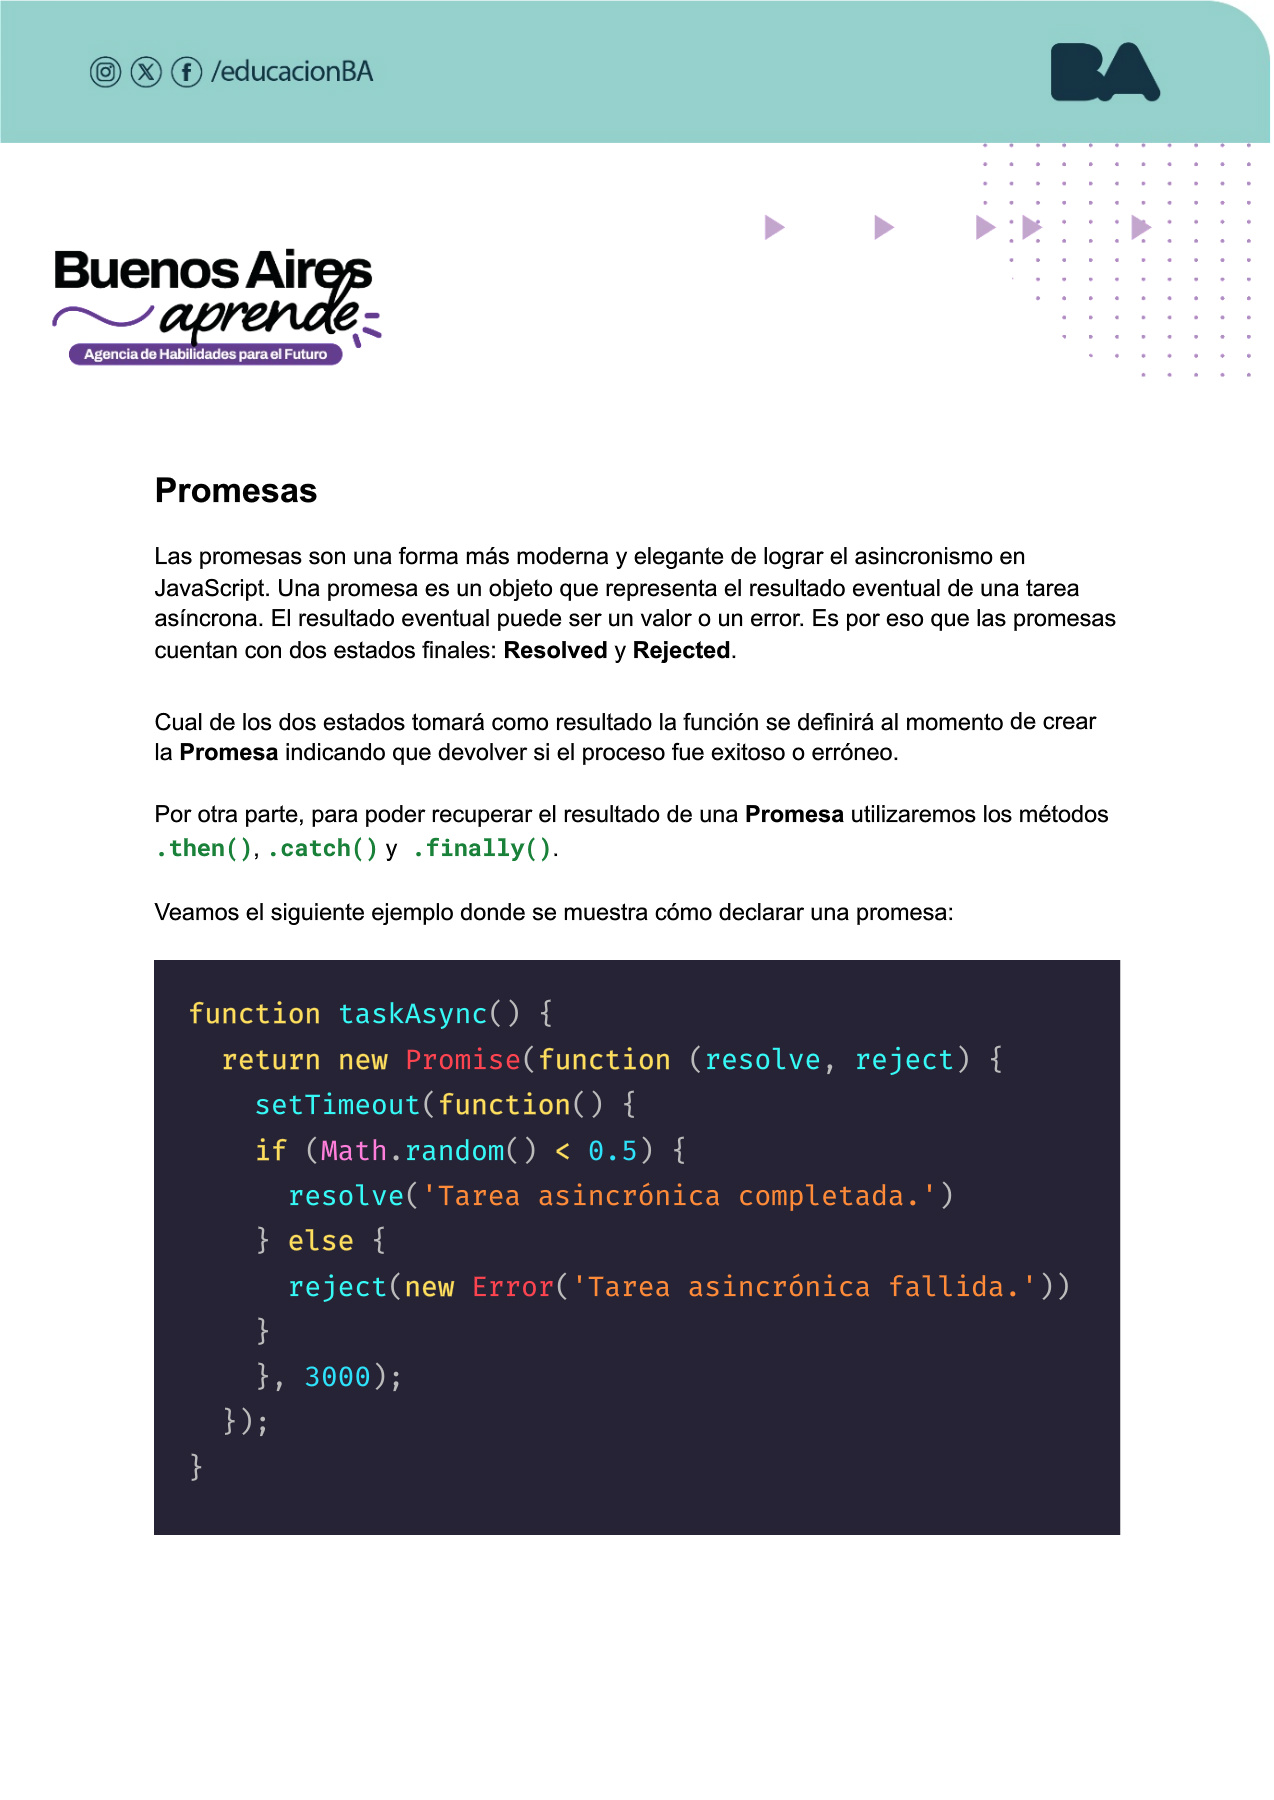 /educacionBA
BA
Buenos Aires
aprende
Agencia de Habilidades para el Futuro
Promesas
Las promesas son una forma más moderna y elegante de lograr el asincronismo en
JavaScript. Una promesa es un objeto que representa el resultado eventual de una tarea
asíncrona. El resultado eventual puede ser un valor o un error. Es por eso que las promesas
cuentan con dos estados finales: Resolved y Rejected.
Cual de los dos estados tomará como resultado la función se definirá al momento de crear
la Promesa indicando que devolver si el proceso fue exitoso o erróneo.
Por otra parte, para poder recuperar el resultado de una Promesa utilizaremos los métodos
.then(), .catch() y .finally().
Veamos el siguiente ejemplo donde se muestra cómo declarar una promesa:
function taskAsync() {
  return new Promise(function (resolve, reject) {
    setTimeout(function() {
    if (Math.random() < 0.5) {
      resolve('Tarea asincrónica completada.')
    } else {
      reject(new Error('Tarea asincrónica fallida.'))
    }
    }, 3000);
  });
}